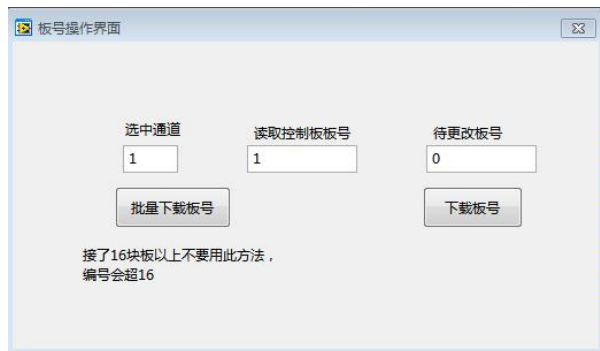 板号操作界面
选中通道
读取控制板板号
待更改板号
1
1
0
批量下载板号
下载板号
接了16块板以上不要用此方法，
编号会超16